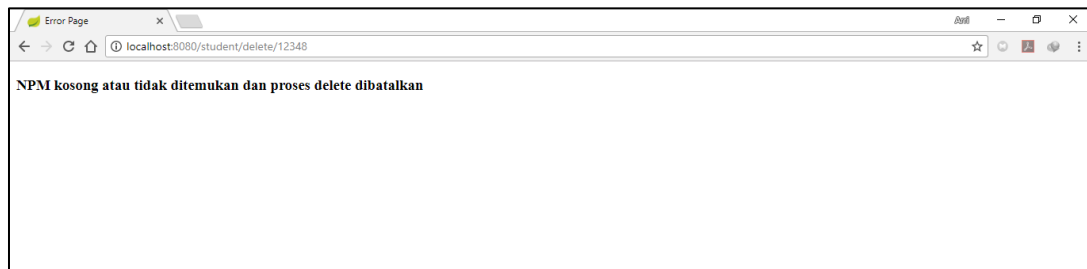 Error Page
Ardi
localhost:8080/student/delete/12348
NPM kosong atau tidak ditemukan dan proses delete dibatalkan